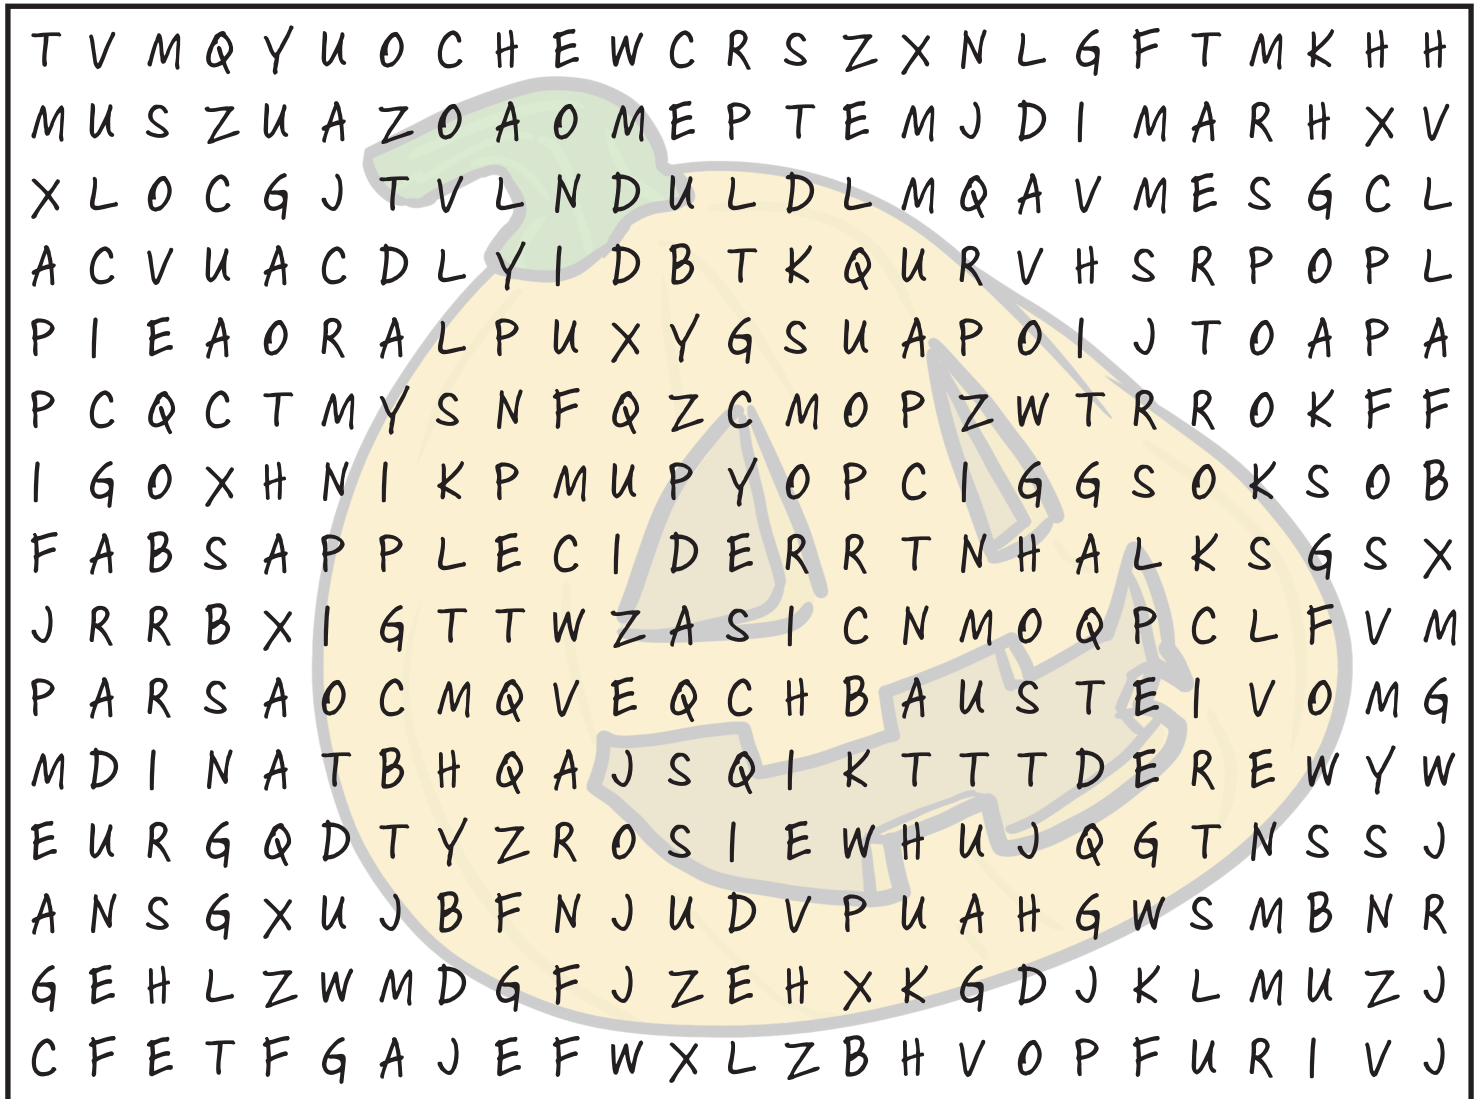 T V M Q Y U O C H E W C R S Z X N L G F T M K H H
M U S Z U A Z O A O M E P T E M J D I M A R H X V
X L O C G J T V L N D U L D L M Q A V M E S G C L
A C V U A C D L Y I D B T K Q U R V H S R P O P L
P I E A O R A L P U X Y G S U A P O I J T O A P A
P C Q C T M Y S N F Q Z C M O P Z W T R R O K F F
I G O X H N I K P M U P Y O P C I G G S O K S O B
F A B S A P P L E C I D E R R T N H A L K S G S X
J R R B X I G T T W Z A S I C N M O Q P C L F V M
P A R S A O C M Q V E Q C H B A U S T E I V O M G
M D I N A T B H Q A J S Q I K T T T D E R E W Y W
E U R G Q D T Y Z R O S I E W H U J Q G T N S S J
A N S G X U J B F N J U D V P U A H G W S M B N R
G E H L Z W M D G F J Z E H X K G D J K L M U Z J
C F E T F G A J E F W X L Z B H V O P F U R I V J